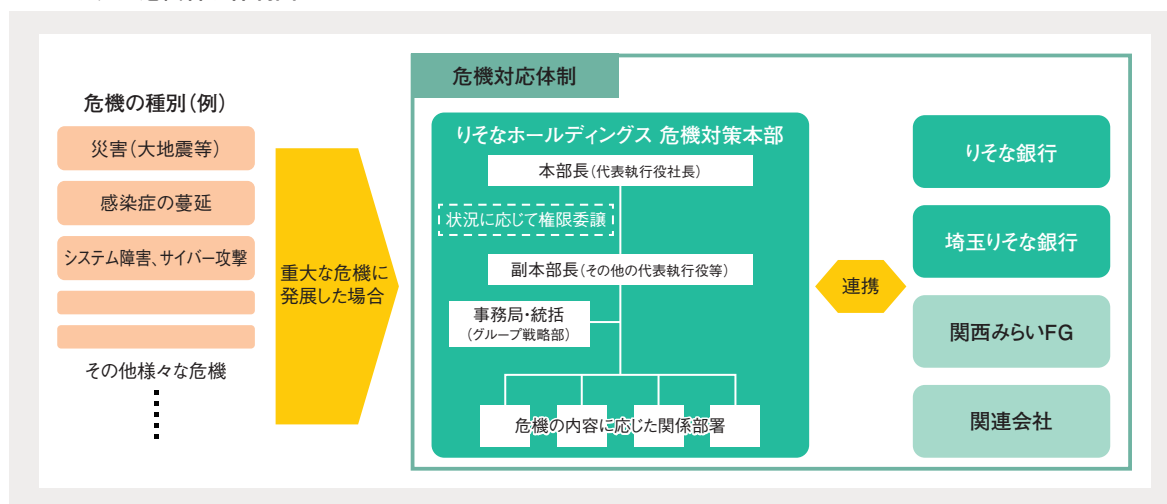 危機の種別(例)
災害(大地震等)
感染症の蔓延
システム障害、サイバー攻撃
その他様々な危機
重大な危機に
発展した場合
危機対応体制
りそなホールディングス 危機対策本部
本部長(代表執行役社長)
状況に応じて権限委譲
副本部長(その他の代表執行役等)
事務局・統括
(グループ戦略部)
危機の内容に応じた関係部署
連携
りそな銀行
埼玉りそな銀行
関西みらいFG
関連会社